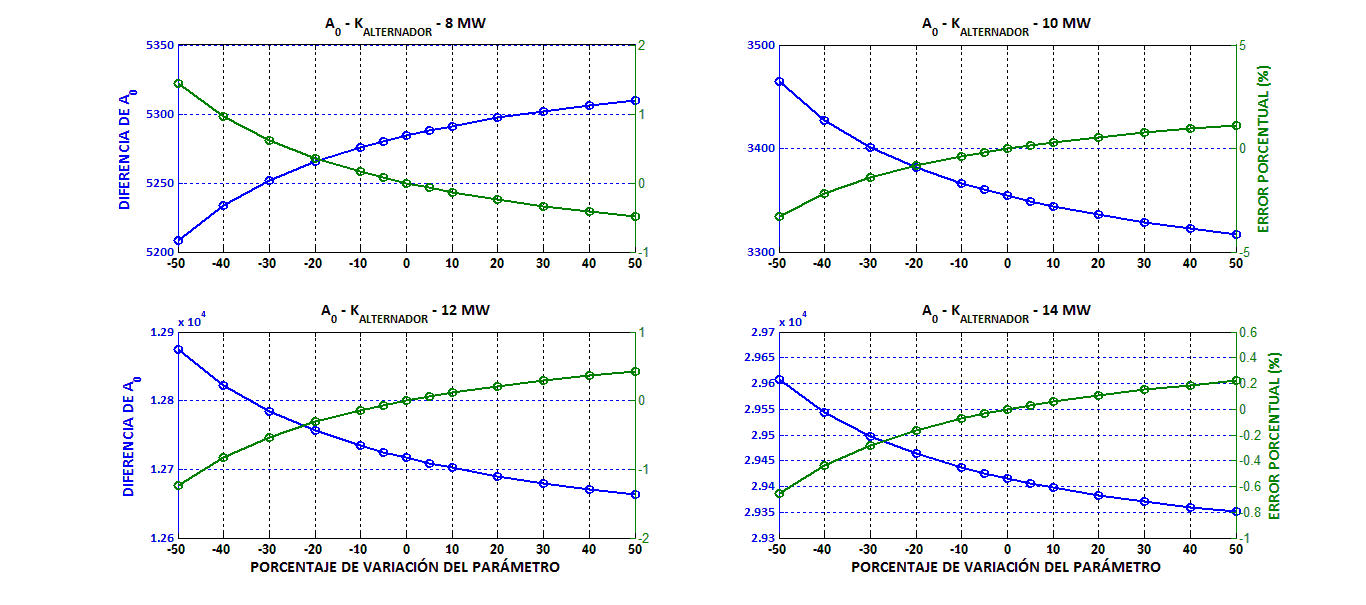 A0 - KALTERNADOR - 8 MW
5350
5300
5250
5200
DIFERENCIA DE A0
2
1
0
-1
-50 -40 -30 -20 -10 0 10 20 30 40 50
A0 - KALTERNADOR - 10 MW
3500
3400
3300
5
0
-5
ERROR PORCENTUAL (%)
-50 -40 -30 -20 -10 0 10 20 30 40 50
A0 - KALTERNADOR - 12 MW
x 10^4
1.29
1.28
1.27
1.26
DIFERENCIA DE A0
1
0
-1
-2
-50 -40 -30 -20 -10 0 10 20 30 40 50
PORCENTAJE DE VARIACIÓN DEL PARÁMETRO
A0 - KALTERNADOR - 14 MW
x 10^4
2.97
2.965
2.96
2.955
2.95
2.945
2.94
2.935
2.93
0.6
0.4
0.2
0
-0.2
-0.4
-0.6
-0.8
-1
ERROR PORCENTUAL (%)
-50 -40 -30 -20 -10 0 10 20 30 40 50
PORCENTAJE DE VARIACIÓN DEL PARÁMETRO